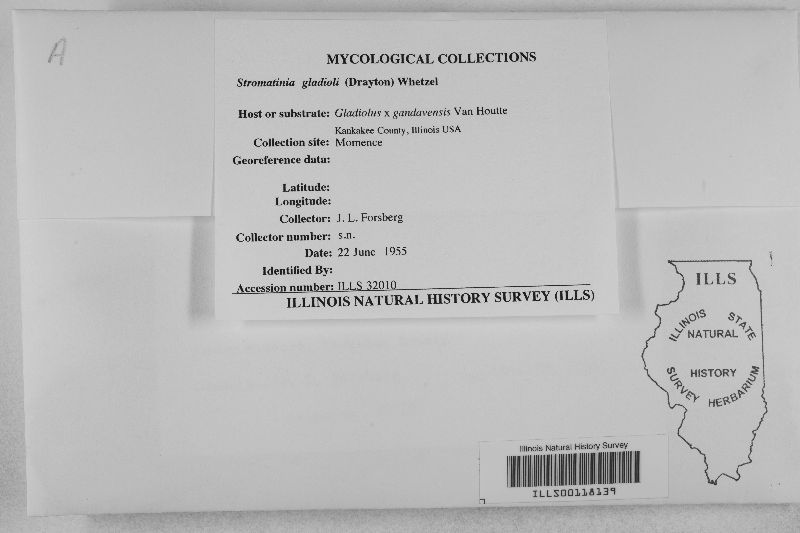 A
MYCOLOGICAL COLLECTIONS
Stromatinia gladioli (Drayton) Whetzel
Host or substrate: Gladiolus x gandavensis Van Houtte
Kankakee County, Illinois USA
Collection site: Momence
Georeference data:
Latitude:
Longitude:
Collector: J. L. Forsberg
Collector number: s.n.
Date: 22 June 1955
Identified By:
Accession number: ILLS 32010
ILLINOIS NATURAL HISTORY SURVEY (ILLS)
ILLS
ILLINOIS STATE
NATURAL
HISTORY
SURVEY HERBARIUM
Illinois Natural History Survey
ILLS00118139